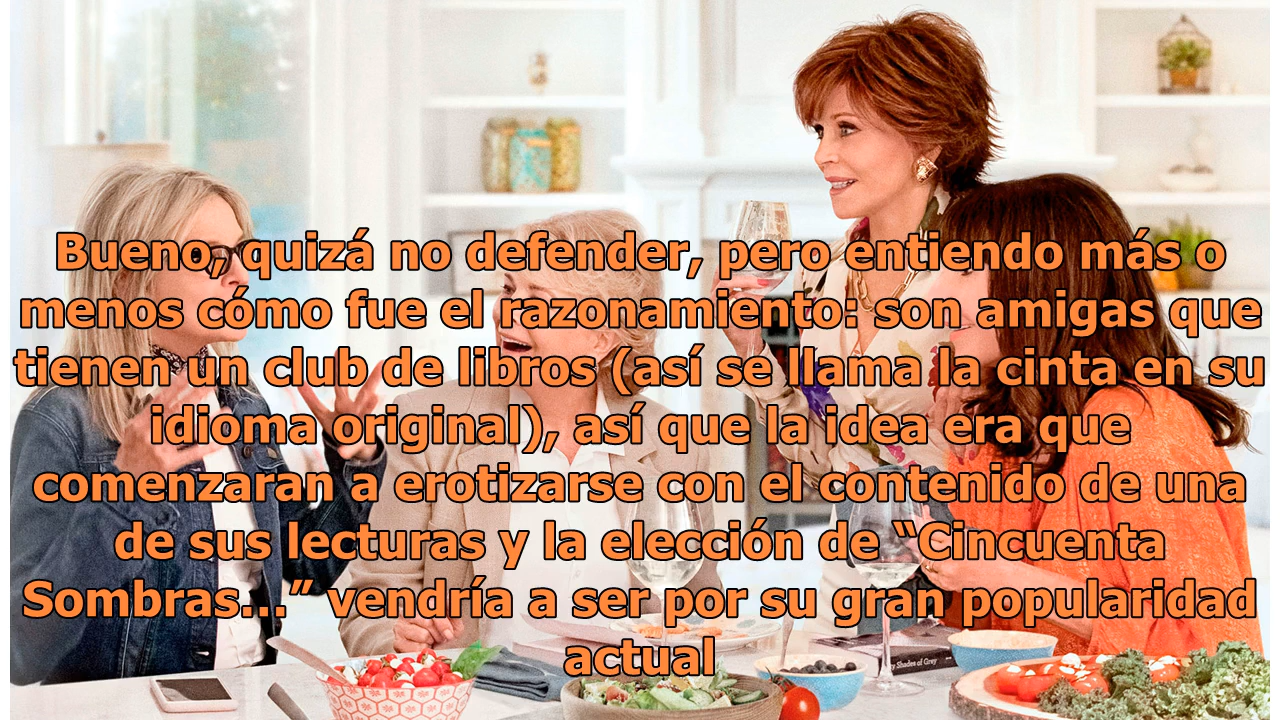 Bueno, quizá no defender, pero entiendo más o
menos cómo fue el razonamiento: son amigas que
tienen un club de libros (así se llama la cinta en su
idioma original), así que la idea era que
comenzaran a erotizarse con el contenido de una
de sus lecturas y la elección de “Cincuenta
Sombras...” vendría a ser por su gran popularidad
actual
Shades of Grey